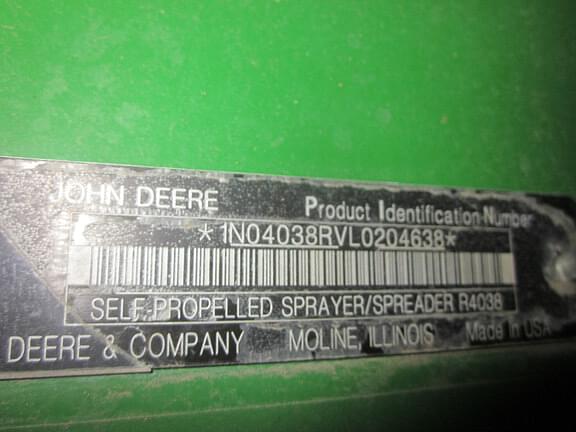 JOHN DEERE Product Identification Number
*1N04038RVL0204638*
SELF-PROPELLED SPRAYER/SPREADER R4038
DEERE & COMPANY MOLINE, ILLINOIS Made in USA